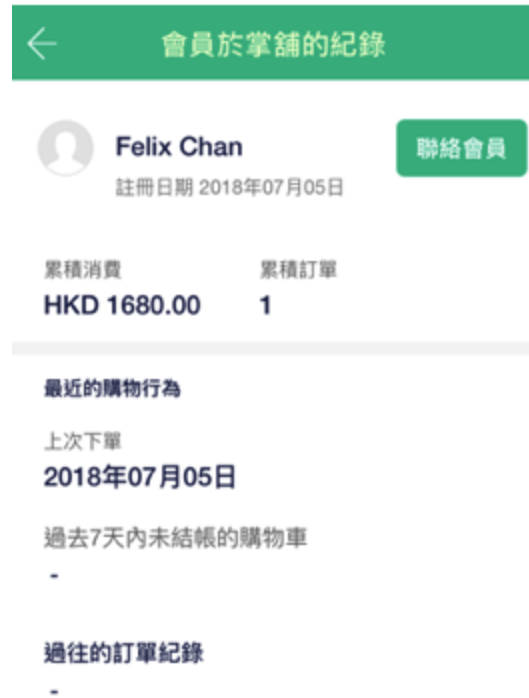 會員於掌舖的紀錄
Felix Chan
聯絡會員
註冊日期 2018年07月05日
累積消費 累積訂單
HKD 1680.00 1
最近的購物行為
上次下單
2018年07月05日
過去7天內未結帳的購物車
-
過往的訂單紀錄
-